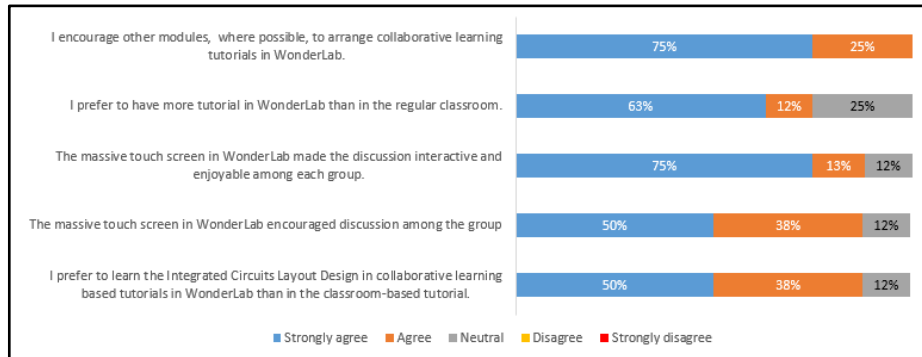 I encourage other modules, where possible, to arrange collaborative learning
tutorials in WonderLab.
75% 25%
I prefer to have more tutorial in WonderLab than in the regular classroom.
63% 12% 25%
The massive touch screen in WonderLab made the discussion interactive and
enjoyable among each group.
75% 13% 12%
The massive touch screen in WonderLab encouraged discussion among the group
50% 38% 12%
I prefer to learn the Integrated Circuits Layout Design in collaborative learning
based tutorials in WonderLab than in the classroom-based tutorial.
50% 38% 12%
Strongly agree Agree Neutral Disagree Strongly disagree